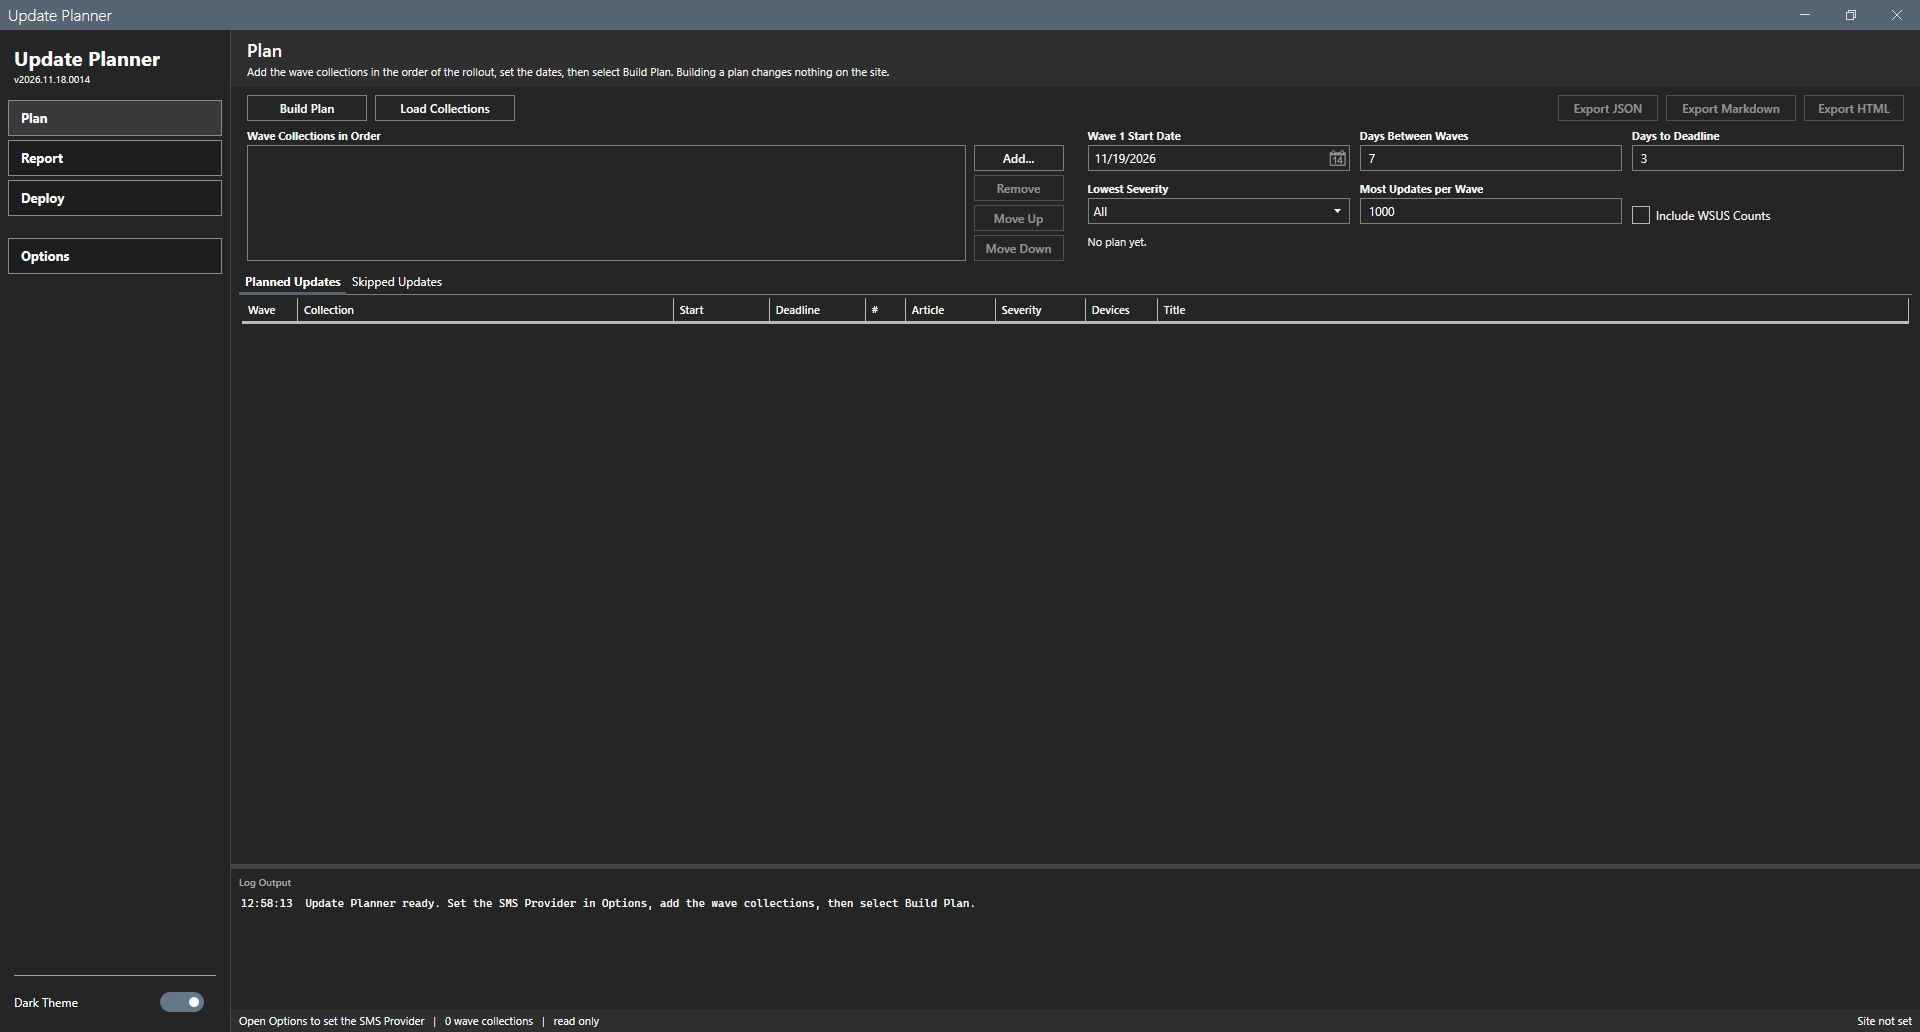 Update Planner
Update Planner
v2026.11.18.0014
Plan
Report
Deploy
Options
Dark Theme
Plan
Add the wave collections in the order of the rollout, set the dates, then select Build Plan. Building a plan changes nothing on the site.
Build Plan
Load Collections
Export JSON
Export Markdown
Export HTML
Wave Collections in Order
Add...
Remove
Move Up
Move Down
Wave 1 Start Date
11/19/2026
14
Days Between Waves
7
Days to Deadline
3
Lowest Severity
All
Most Updates per Wave
1000
Include WSUS Counts
No plan yet.
Planned Updates
Skipped Updates
Wave
Collection
Start
Deadline
#
Article
Severity
Devices
Title
Log Output
12:58:13 Update Planner ready. Set the SMS Provider in Options, add the wave collections, then select Build Plan.
Open Options to set the SMS Provider | 0 wave collections | read only
Site not set